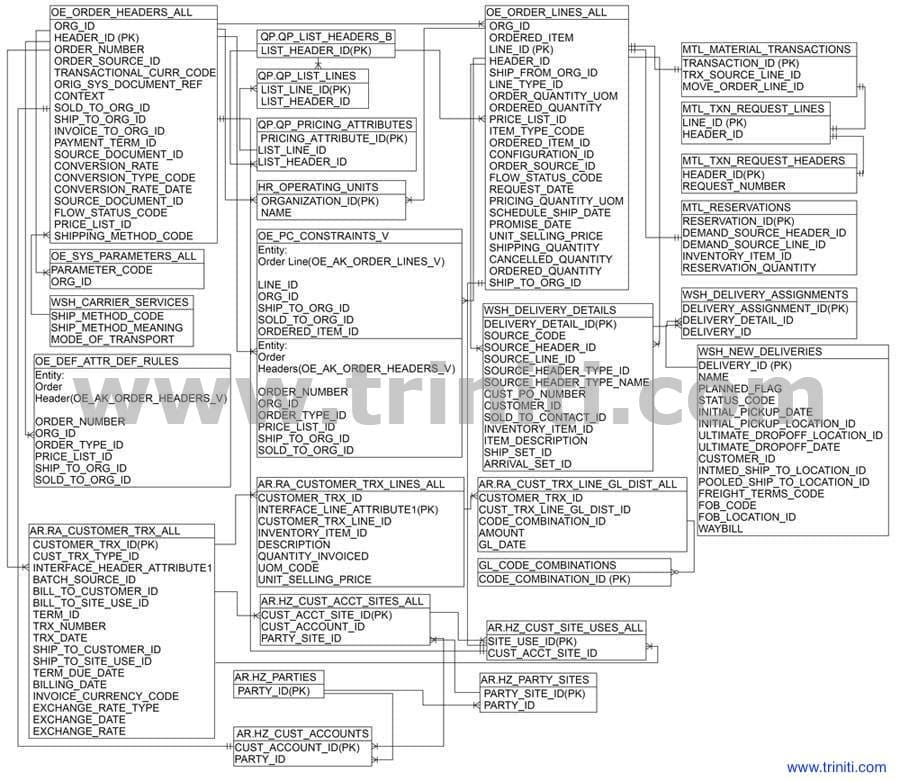 OE_ORDER_HEADERS_ALL
ORG_ID
HEADER_ID (PK)
ORDER_NUMBER
ORDER_SOURCE_ID
TRANSACTIONAL_CURR_CODE
ORIG_SYS_DOCUMENT_REF
CONTEXT
SOLD_TO_ORG_ID
SHIP_TO_ORG_ID
INVOICE_TO_ORG_ID
PAYMENT_TERM_ID
SOURCE_DOCUMENT_ID
CONVERSION_RATE
CONVERSION_TYPE_CODE
CONVERSION_RATE_DATE
SOURCE_DOCUMENT_ID
FLOW_STATUS_CODE
PRICE_LIST_ID
SHIPPING_METHOD_CODE
OE_SYS_PARAMETERS_ALL
PARAMETER_CODE
ORG_ID
WSH_CARRIER_SERVICES
SHIP_METHOD_CODE
SHIP_METHOD_MEANING
MODE_OF_TRANSPORT
OE_DEF_ATTR_DEF_RULES
Entity:
Order
Header(OE_AK_ORDER_HEADERS_V)
ORDER_NUMBER
ORG_ID
ORDER_TYPE_ID
PRICE_LIST_ID
SHIP_TO_ORG_ID
SOLD_TO_ORG_ID
AR.RA_CUSTOMER_TRX_ALL
CUSTOMER_TRX_ID(PK)
CUST_TRX_TYPE_ID
INTERFACE_HEADER_ATTRIBUTE1
BATCH_SOURCE_ID
BILL_TO_CUSTOMER_ID
BILL_TO_SITE_USE_ID
TERM_ID
TRX_NUMBER
TRX_DATE
SHIP_TO_CUSTOMER_ID
SHIP_TO_SITE_USE_ID
TERM_DUE_DATE
BILLING_DATE
INVOICE_CURRENCY_CODE
EXCHANGE_RATE_TYPE
EXCHANGE_DATE
EXCHANGE_RATE
QP.QP_LIST_HEADERS_B
LIST_HEADER_ID(PK)
QP.QP_LIST_LINES
LIST_LINE_ID(PK)
LIST_HEADER_ID
QP.QP_PRICING_ATTRIBUTES
PRICING_ATTRIBUTE_ID(PK)
LIST_LINE_ID
LIST_HEADER_ID
HR_OPERATING_UNITS
ORGANIZATION_ID(PK)
NAME
OE_PC_CONSTRAINTS_V
Entity:
Order Line(OE_AK_ORDER_LINES_V)
LINE_ID
ORG_ID
SHIP_TO_ORG_ID
SOLD_TO_ORG_ID
ORDERED_ITEM_ID
Entity:
Order
Headers(OE_AK_ORDER_HEADERS_V)
ORDER_NUMBER
ORG_ID
ORDER_TYPE_ID
PRICE_LIST_ID
SHIP_TO_ORG_ID
SOLD_TO_ORG_ID
AR.RA_CUSTOMER_TRX_LINES_ALL
CUSTOMER_TRX_ID
INTERFACE_LINE_ATTRIBUTE1(PK)
CUSTOMER_TRX_LINE_ID
INVENTORY_ITEM_ID
DESCRIPTION
QUANTITY_INVOICED
UOM_CODE
UNIT_SELLING_PRICE
AR.HZ_CUST_ACCT_SITES_ALL
CUST_ACCT_SITE_ID(PK)
CUST_ACCOUNT_ID
PARTY_SITE_ID
AR.HZ_PARTIES
PARTY_ID(PK)
AR.HZ_CUST_ACCOUNTS
CUST_ACCOUNT_ID(PK)
PARTY_ID
OE_ORDER_LINES_ALL
ORG_ID
ORDERED_ITEM
LINE_ID (PK)
HEADER_ID
SHIP_FROM_ORG_ID
LINE_TYPE_ID
ORDER_QUANTITY_UOM
ORDERED_QUANTITY
PRICE_LIST_ID
ITEM_TYPE_CODE
ORDERED_ITEM_ID
CONFIGURATION_ID
ORDER_SOURCE_ID
FLOW_STATUS_CODE
REQUEST_DATE
PRICING_QUANTITY_UOM
SCHEDULE_SHIP_DATE
PROMISE_DATE
UNIT_SELLING_PRICE
SHIPPING_QUANTITY
CANCELLED_QUANTITY
ORDERED_QUANTITY
SHIP_TO_ORG_ID
WSH_DELIVERY_DETAILS
DELIVERY_DETAIL_ID(PK)
SOURCE_CODE
SOURCE_HEADER_ID
SOURCE_LINE_ID
SOURCE_HEADER_TYPE_ID
SOURCE_HEADER_TYPE_NAME
CUST_PO_NUMBER
CUSTOMER_ID
SOLD_TO_CONTACT_ID
INVENTORY_ITEM_ID
ITEM_DESCRIPTION
SHIP_SET_ID
ARRIVAL_SET_ID
AR.RA_CUST_TRX_LINE_GL_DIST_ALL
CUSTOMER_TRX_ID
CUST_TRX_LINE_GL_DIST_ID
CODE_COMBINATION_ID
AMOUNT
GL_DATE
GL_CODE_COMBINATIONS
CODE_COMBINATION_ID (PK)
AR.HZ_CUST_SITE_USES_ALL
SITE_USE_ID(PK)
CUST_ACCT_SITE_ID
AR.HZ_PARTY_SITES
PARTY_SITE_ID(PK)
PARTY_ID
MTL_MATERIAL_TRANSACTIONS
TRANSACTION_ID (PK)
TRX_SOURCE_LINE_ID
MOVE_ORDER_LINE_ID
MTL_TXN_REQUEST_LINES
LINE_ID (PK)
HEADER_ID
MTL_TXN_REQUEST_HEADERS
HEADER_ID(PK)
REQUEST_NUMBER
MTL_RESERVATIONS
RESERVATION_ID(PK)
DEMAND_SOURCE_HEADER_ID
DEMAND_SOURCE_LINE_ID
INVENTORY_ITEM_ID
RESERVATION_QUANTITY
WSH_DELIVERY_ASSIGNMENTS
DELIVERY_ASSIGNMENT_ID(PK)
DELIVERY_DETAIL_ID
DELIVERY_ID
WSH_NEW_DELIVERIES
DELIVERY_ID (PK)
NAME
PLANNED_FLAG
STATUS_CODE
INITIAL_PICKUP_DATE
INITIAL_PICKUP_LOCATION_ID
ULTIMATE_DROPOFF_LOCATION_ID
ULTIMATE_DROPOFF_DATE
CUSTOMER_ID
INTMED_SHIP_TO_LOCATION_ID
POOLED_SHIP_TO_LOCATION_ID
FREIGHT_TERMS_CODE
FOB_CODE
FOB_LOCATION_ID
WAYBILL
www.triniti.com
www.triniti.com